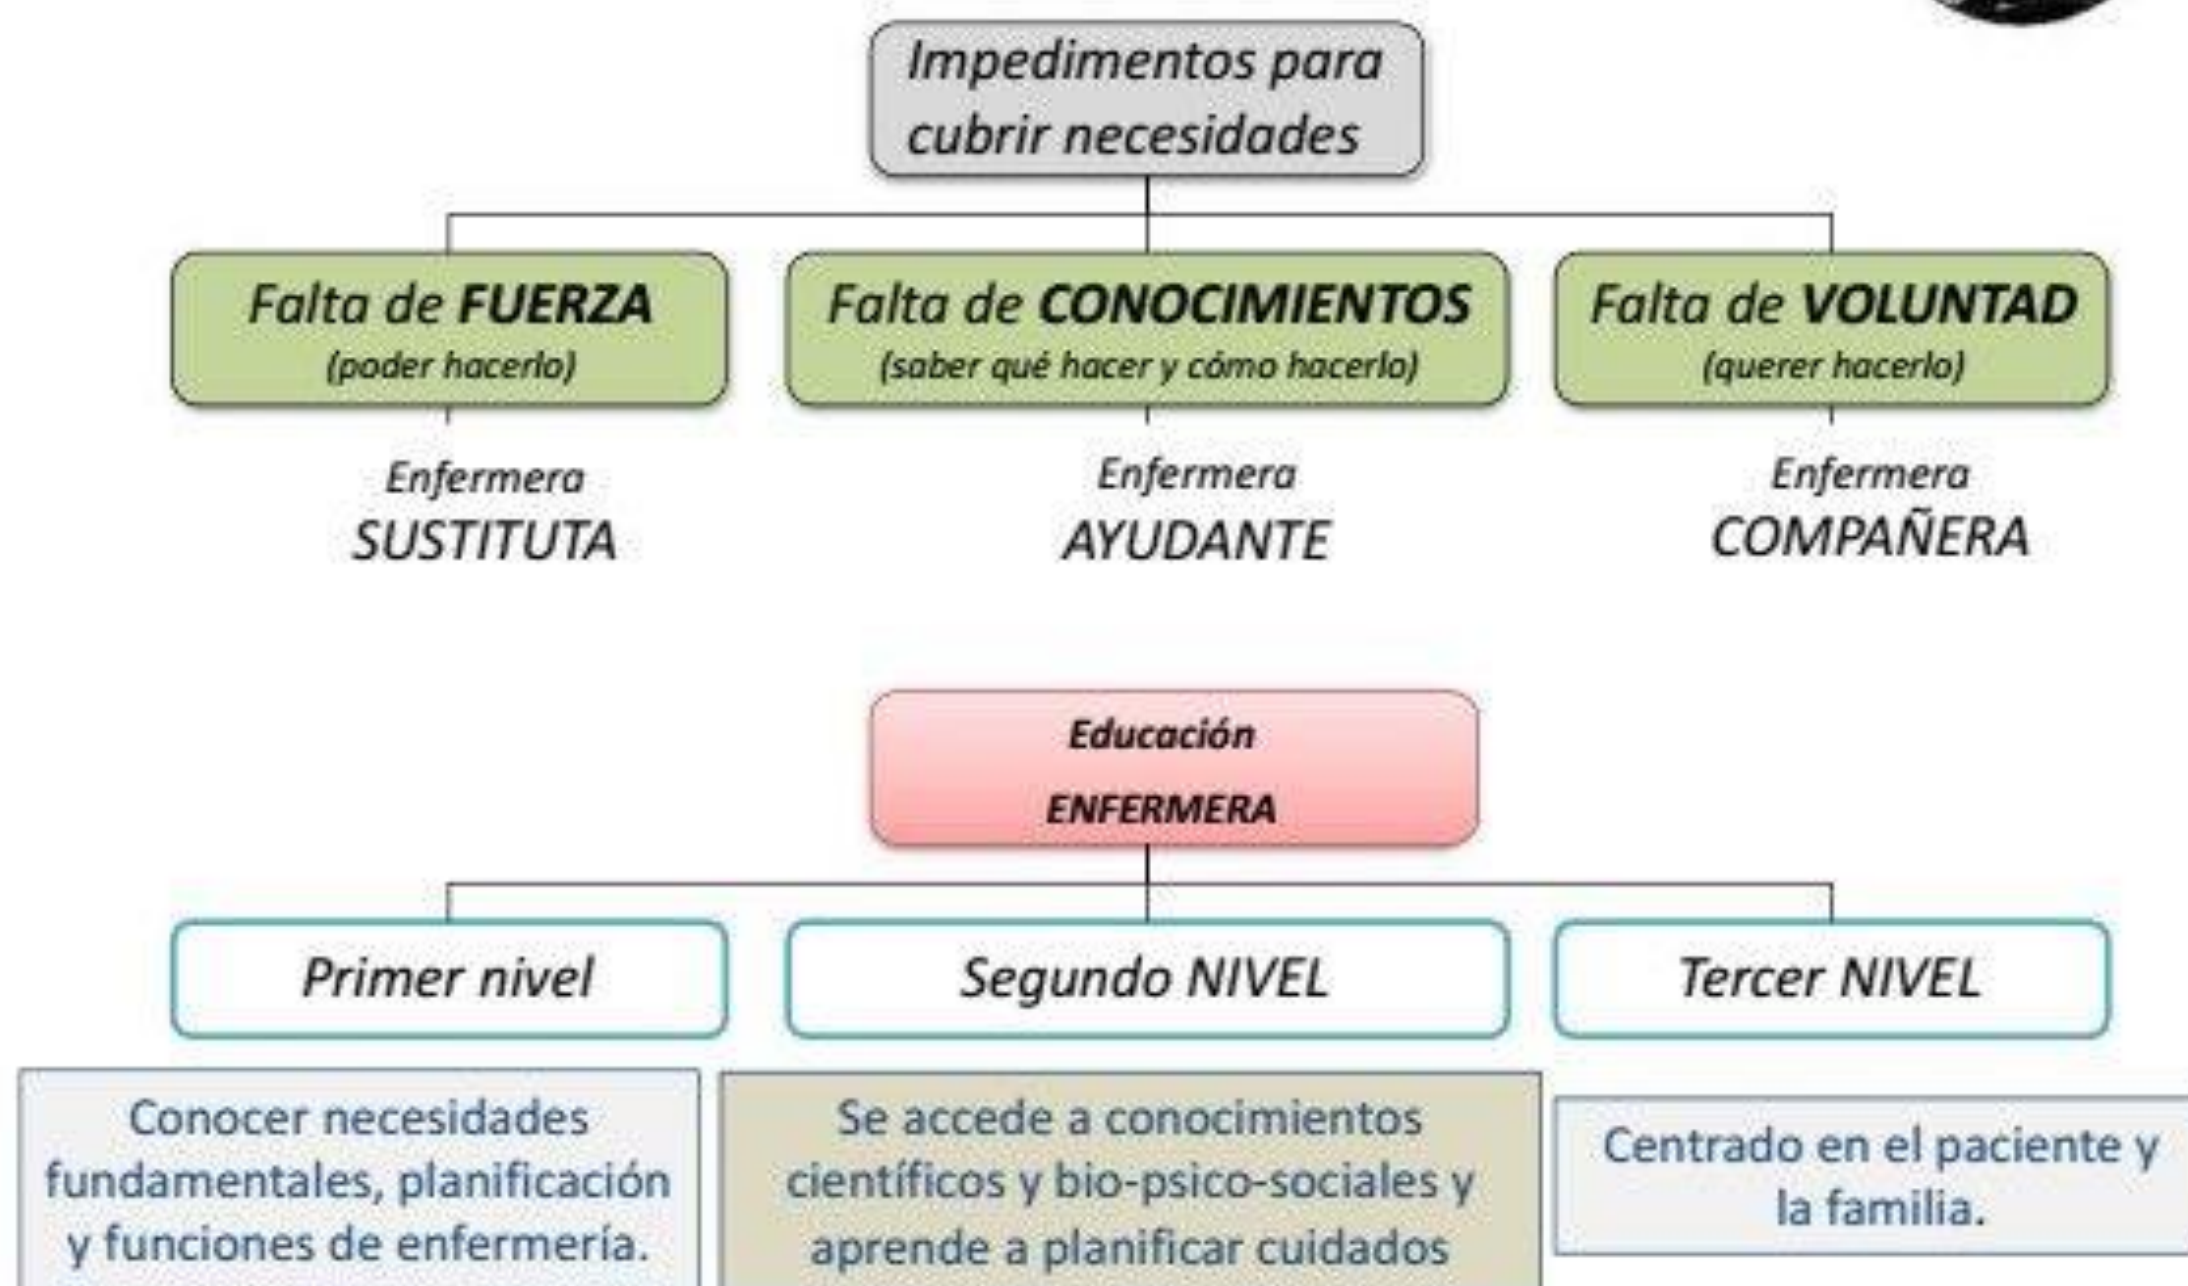 Impedimentos para
cubrir necesidades
Falta de FUERZA
(poder hacerlo)
Falta de CONOCIMIENTOS
(saber qué hacer y cómo hacerlo)
Falta de VOLUNTAD
(querer hacerlo)
Enfermera
SUSTITUTA
Enfermera
AYUDANTE
Enfermera
COMPAÑERA
Educación
ENFERMERA
Primer nivel
Segundo NIVEL
Tercer NIVEL
Conocer necesidades
fundamentales, planificación
y funciones de enfermería.
Se accede a conocimientos
científicos y bio-psico-sociales y
aprende a planificar cuidados
Centrado en el paciente y
la familia.